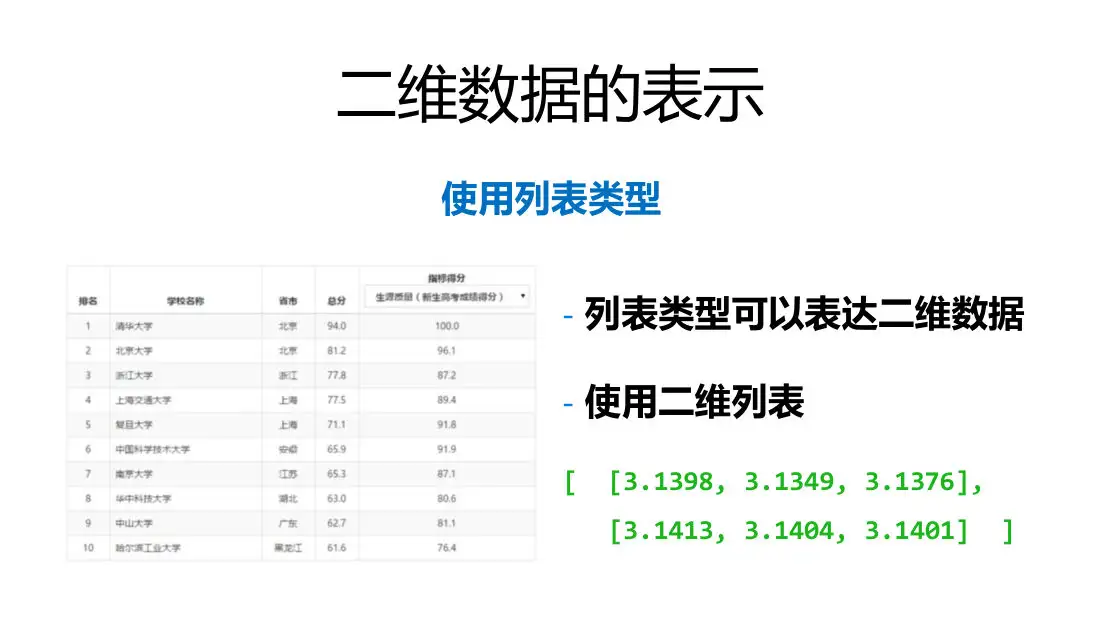 二维数据的表示
使用列表类型
指标得分
排名 学校名称 省市 总分 生源质量（新生高考成绩得分）
1 清华大学 北京 94.0 100.0
2 北京大学 北京 81.2 96.1
3 浙江大学 浙江 77.8 87.2
4 上海交通大学 上海 77.5 89.4
5 复旦大学 上海 71.1 91.8
6 中国科学技术大学 安徽 65.9 91.9
7 南京大学 江苏 65.3 87.1
8 华中科技大学 湖北 63.0 80.6
9 中山大学 广东 62.7 81.1
10 哈尔滨工业大学 黑龙江 61.6 76.4
- 列表类型可以表达二维数据
- 使用二维列表
[ [3.1398, 3.1349, 3.1376],
[3.1413, 3.1404, 3.1401] ]